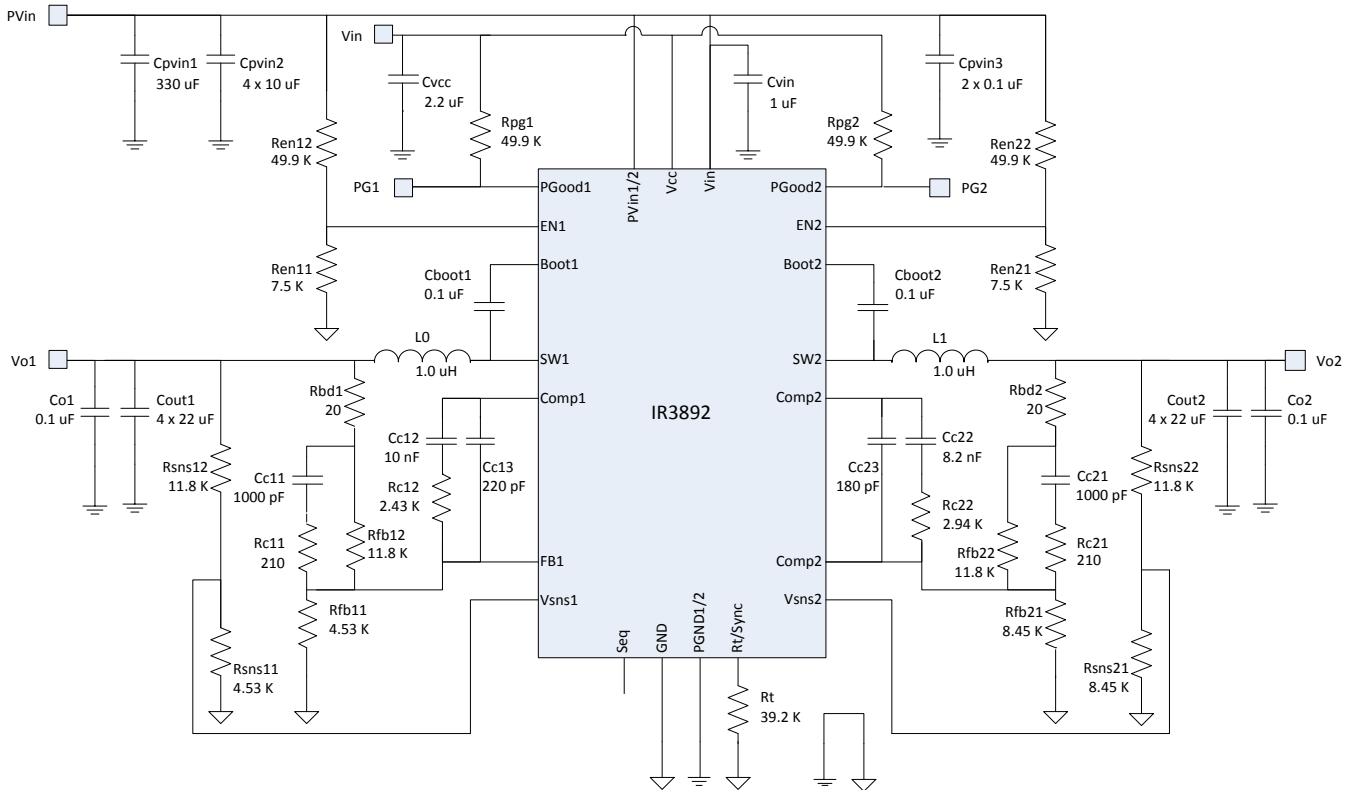 PVin
Vin
Cpvin1
330 uF
Cpvin2
4 x 10 uF
Cvcc
2.2 uF
Cvin
1 uF
Cpvin3
2 x 0.1 uF
Ren12
49.9 K
Rpg1
49.9 K
Rpg2
49.9 K
Ren22
49.9 K
PG1
PGood1
PVin1/2
Vcc
Vin
PGood2
PG2
EN1
EN2
Ren11
7.5 K
Cboot1
0.1 uF
Boot1
Boot2
Cboot2
0.1 uF
Ren21
7.5 K
Vo1
L0
1.0 uH
SW1
SW2
L1
1.0 uH
Vo2
Co1
0.1 uF
Cout1
4 x 22 uF
Rbd1
20
Comp1
IR3892
Comp2
Rbd2
20
Cout2
4 x 22 uF
Co2
0.1 uF
Rsns12
11.8 K
Cc11
1000 pF
Cc12
10 nF
Cc13
220 pF
Rc12
2.43 K
Cc23
180 pF
Cc22
8.2 nF
Rc22
2.94 K
Cc21
1000 pF
Rsns22
11.8 K
Rc11
210
Rfb12
11.8 K
FB1
Comp2
Rfb22
11.8 K
Rc21
210
Rfb11
4.53 K
Vsns1
Vsns2
Rfb21
8.45 K
Rsns11
4.53 K
Seq
GND
PGND1/2
Rt/Sync
Rsns21
8.45 K
Rt
39.2 K